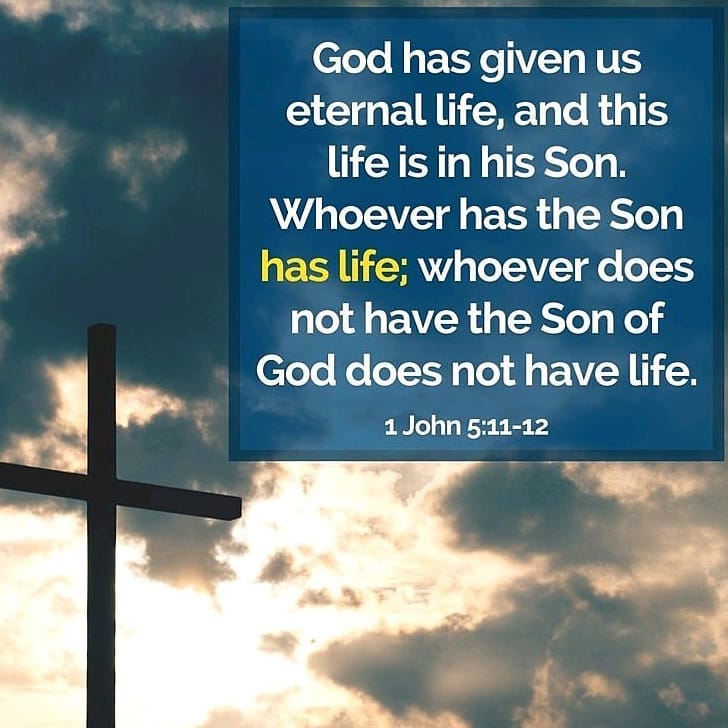 God has given us
eternal life, and this
life is in his Son.
Whoever has the Son
has life; whoever does
not have the Son of
God does not have life.
1 John 5:11-12